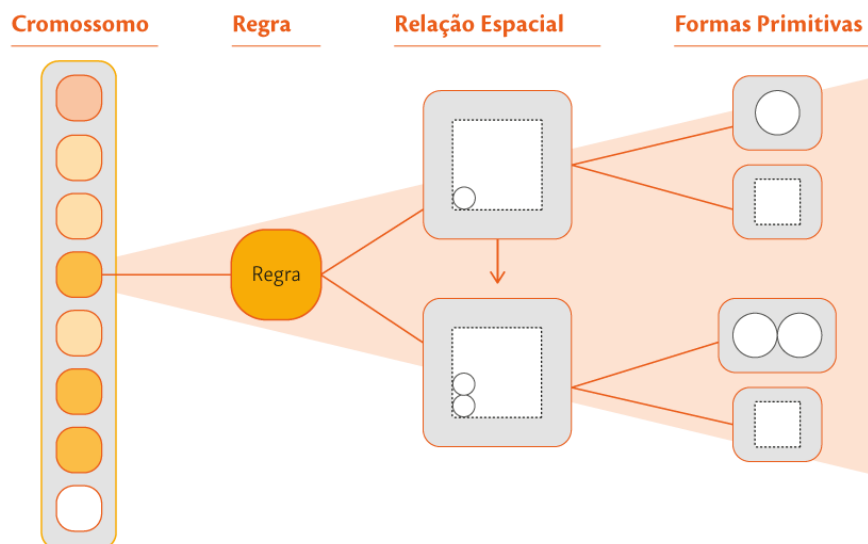 Cromossomo
Regra
Relação Espacial
Formas Primitivas
Regra